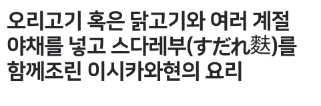 오리고기 혹은 닭고기와 여러 계절
야채를 넣고 스다레부(すだれ麩)를
함께조린 이시카와현의 요리